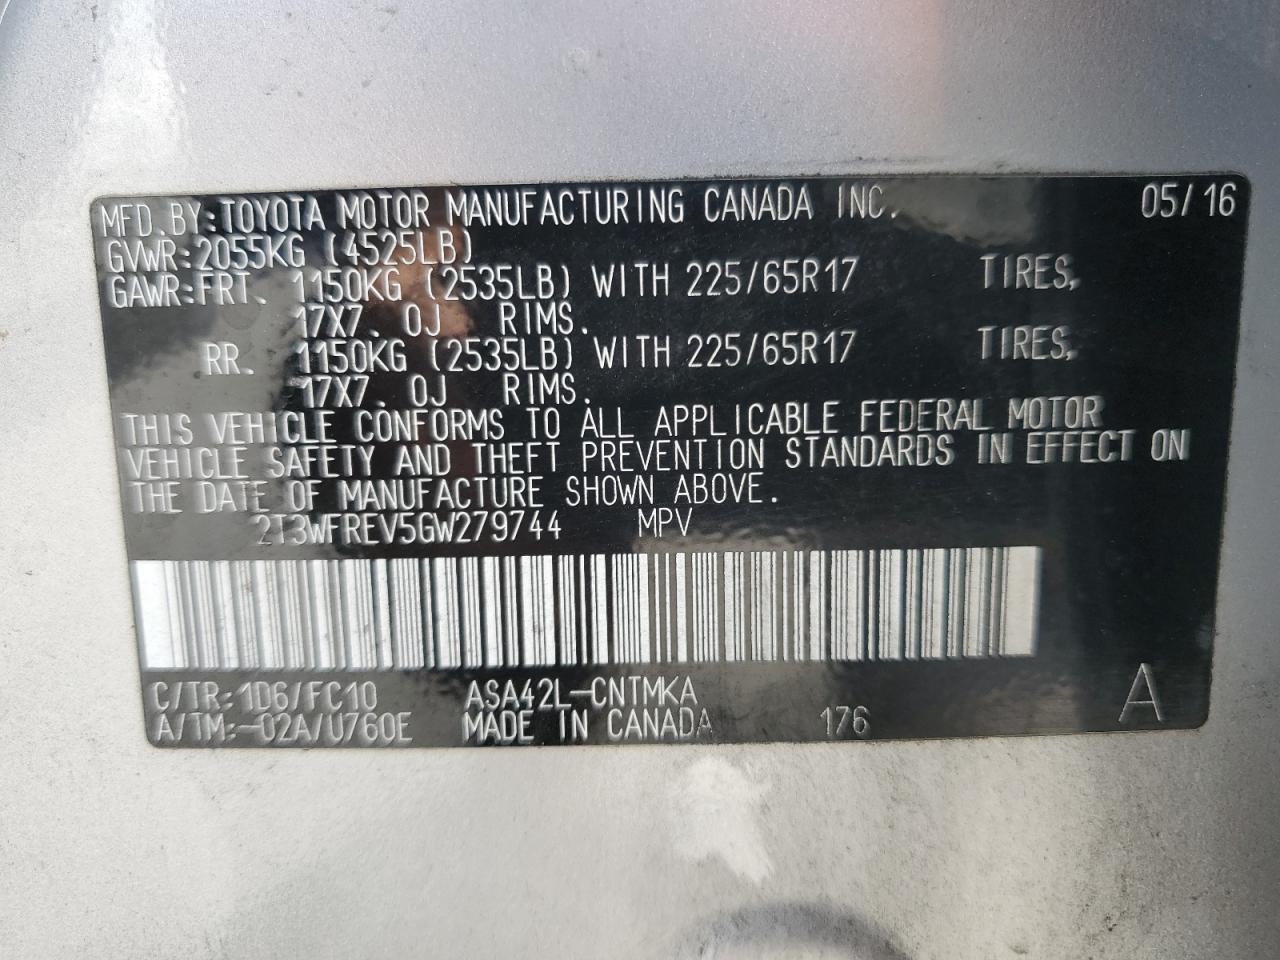 MFD. BY: TOYOTA MOTOR MANUFACTURING CANADA INC. 05/16
GVWR: 2055KG (4525LB)
GAWR: FRT. 1150KG (2535LB) WITH 225/65R17 TIRES,
17X7. 0J RIMS.
RR. 1150KG (2535LB) WITH 225/65R17 TIRES,
17X7. 0J RIMS.
THIS VEHICLE CONFORMS TO ALL APPLICABLE FEDERAL MOTOR
VEHICLE SAFETY AND THEFT PREVENTION STANDARDS IN EFFECT ON
THE DATE OF MANUFACTURE SHOWN ABOVE.
2T3WFREV5GW279744 MPV
C/TR: 1D6/FC10 ASA42L-CNTMKA A
A/TM: -02A/U760E MADE IN CANADA 176